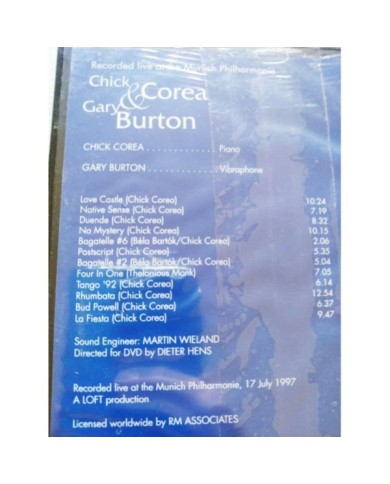 Recorded live at the Munich Philharmonie
Chick Corea
&
Gary Burton
CHICK COREA . . . . . . . . . . . . Piano
GARY BURTON . . . . . . . . . . . . Vibraphone
Love Castle (Chick Corea) 10.24
Native Sense (Chick Corea) 7.19
Duende (Chick Corea) 8.32
No Mystery (Chick Corea) 10.15
Bagatelle #6 (Béla Bartók/Chick Corea) 2.06
Postscript (Chick Corea) 5.35
Bagatelle #2 (Béla Bartók/Chick Corea) 5.04
Four In One (Thelonious Monk) 7.05
Tango '92 (Chick Corea) 6.14
Rhumbata (Chick Corea) 12.54
Bud Powell (Chick Corea) 6.37
La Fiesta (Chick Corea) 9.47
Sound Engineer: MARTIN WIELAND
Directed for DVD by DIETER HENS
Recorded live at the Munich Philharmonie, 17 July 1997
A LOFT production
Licensed worldwide by RM ASSOCIATES